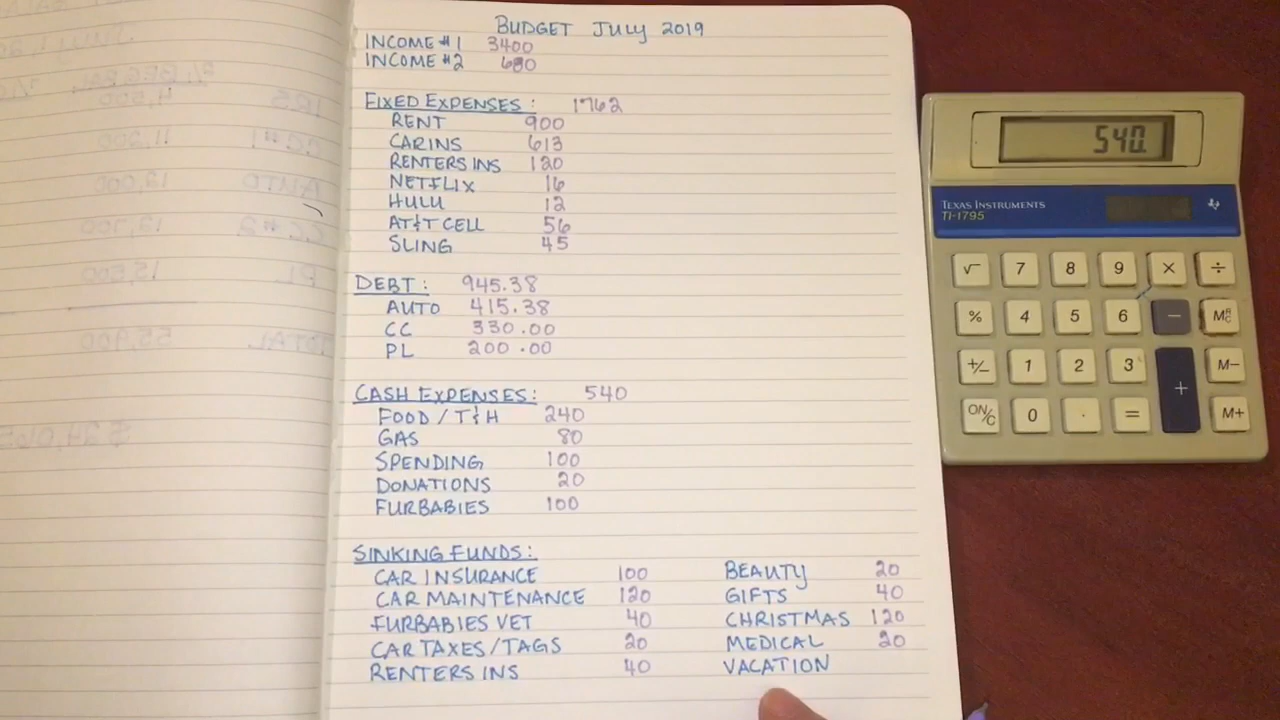 BUDGET JULY 2019
INCOME #1 3400
INCOME #2 680
FIXED EXPENSES: 1762
RENT 900
CAR INS 613
RENTERS INS 120
NETFLIX 16
HULU 12
AT&T CELL 56
SLING 45
DEBT: 945.38
AUTO 415.38
CC 330.00
PL 200.00
CASH EXPENSES: 540
FOOD/T&H 240
GAS 80
SPENDING 100
DONATIONS 20
FURBABIES 100
SINKING FUNDS:
CAR INSURANCE 100 BEAUTY 20
CAR MAINTENANCE 120 GIFTS 40
FURBABIES VET 40 CHRISTMAS 120
CAR TAXES/TAGS 20 MEDICAL 20
RENTERS INS 40 VACATION
540.
TEXAS INSTRUMENTS
TI-1795
√ 7 8 9 × ÷
% 4 5 6 − MRC
+/− 1 2 3 + M−
ON/C 0 . = M+